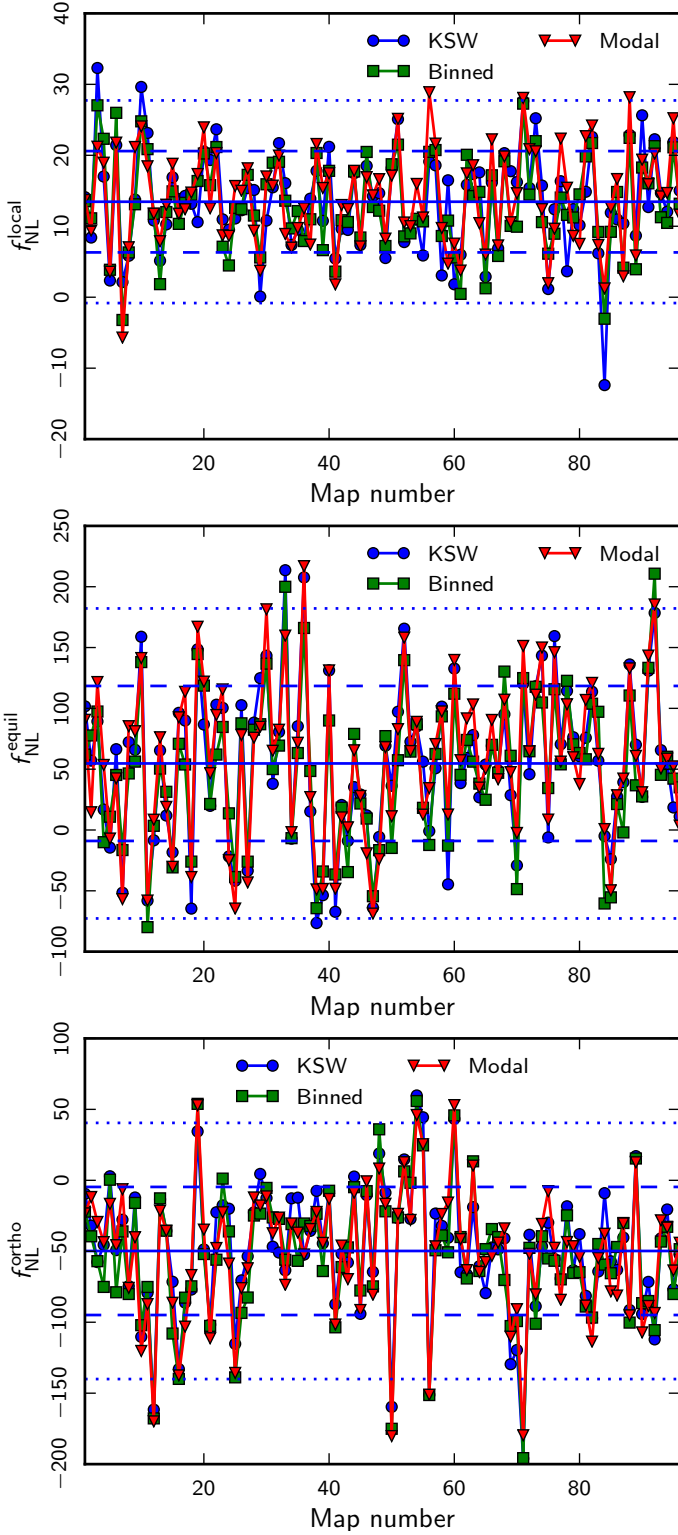 40
30
20
10
0
−10
−20
f_NL^local
KSW
Binned
Modal
20 40 60 80
Map number
250
200
150
100
50
0
−50
−100
f_NL^equil
KSW
Binned
Modal
20 40 60 80
Map number
100
50
0
−50
−100
−150
−200
f_NL^ortho
KSW
Binned
Modal
20 40 60 80
Map number